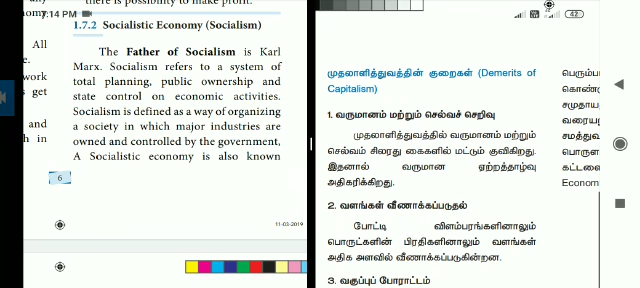 there is possibility to make profit.
7:14 PM
1.7.2 Socialistic Economy (Socialism)
All
The Father of Socialism is Karl
Marx. Socialism refers to a system of
work
total planning, public ownership and
get
state control on economic activities.
Socialism is defined as a way of organizing
and
a society in which major industries are
in
owned and controlled by the government,
A Socialistic economy is also known
6
11-03-2019
42
முதலாளித்துவத்தின் குறைகள் (Demerits of
Capitalism)
1. வருமானம் மற்றும் செல்வச் செறிவு
முதலாளித்துவத்தில் வருமானம் மற்றும்
செல்வம் சிலரது கைகளில் மட்டும் குவிகிறது.
இதனால் வருமான ஏற்றத்தாழ்வு
அதிகரிக்கிறது.
2. வளங்கள் வீணாக்கப்படுதல்
போட்டி விளம்பரங்களினாலும்
பொருட்களின் பிரதிகளினாலும் வளங்கள்
அதிக அளவில் வீணாக்கப்படுகின்றன.
3. வகுப்புப் போராட்டம்